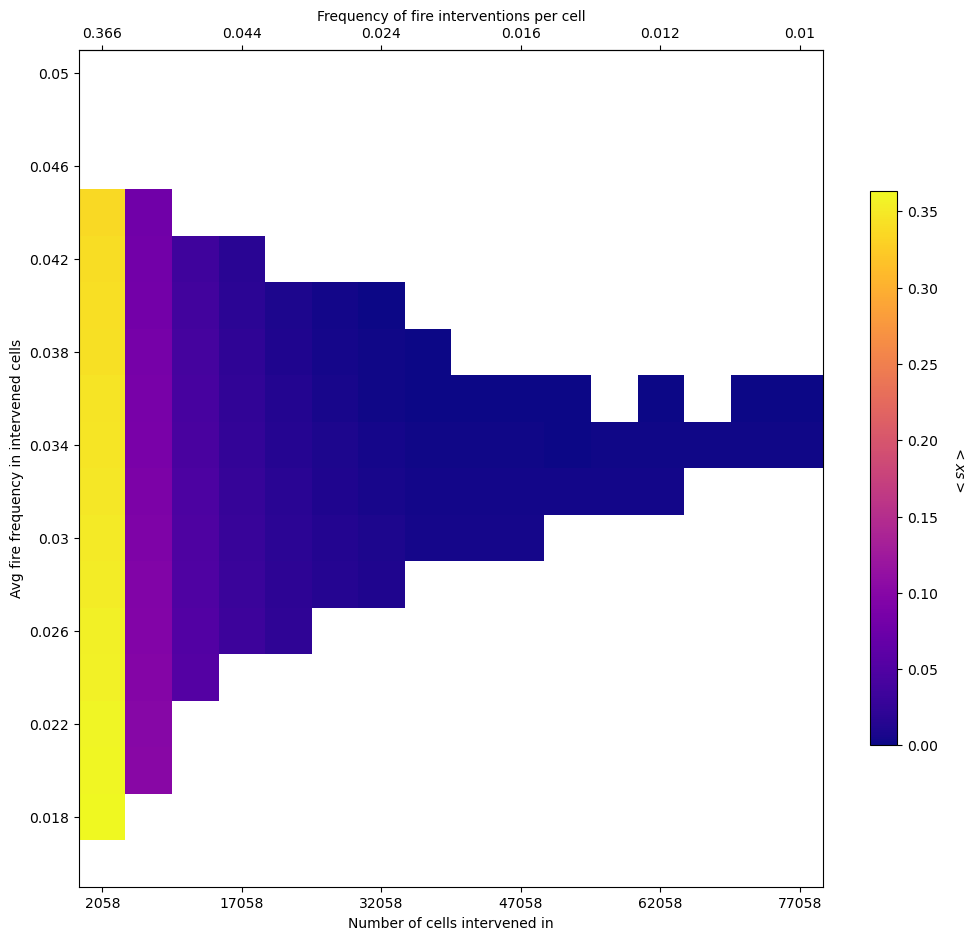 Frequency of fire interventions per cell
0.366 0.044 0.024 0.016 0.012 0.01
Avg fire frequency in intervened cells
0.05
0.046
0.042
0.038
0.034
0.03
0.026
0.022
0.018
2058 17058 32058 47058 62058 77058
Number of cells intervened in
0.35
0.30
0.25
0.20
0.15
0.10
0.05
0.00
< sx >